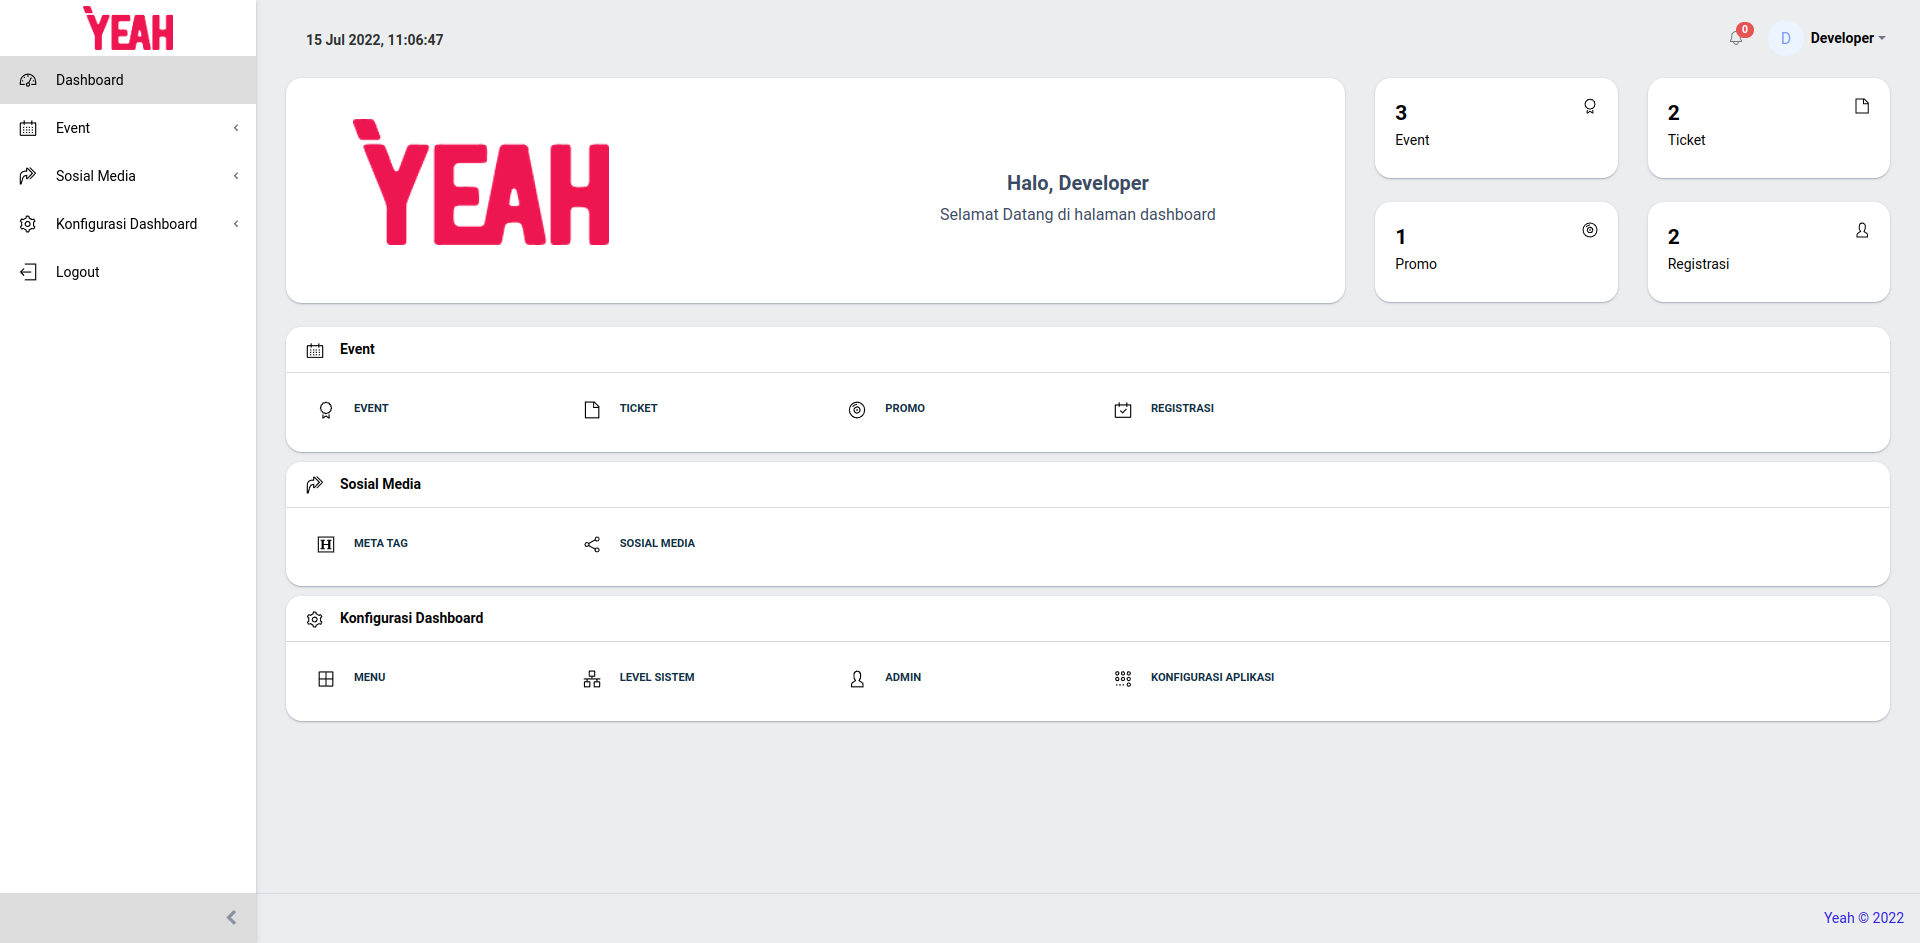 YEAH
Dashboard
Event
Sosial Media
Konfigurasi Dashboard
Logout
15 Jul 2022, 11:06:47
0
D
Developer
YEAH
Halo, Developer
Selamat Datang di halaman dashboard
3
Event
2
Ticket
1
Promo
2
Registrasi
Event
EVENT
TICKET
PROMO
REGISTRASI
Sosial Media
H
META TAG
SOSIAL MEDIA
Konfigurasi Dashboard
MENU
LEVEL SISTEM
ADMIN
KONFIGURASI APLIKASI
Yeah © 2022